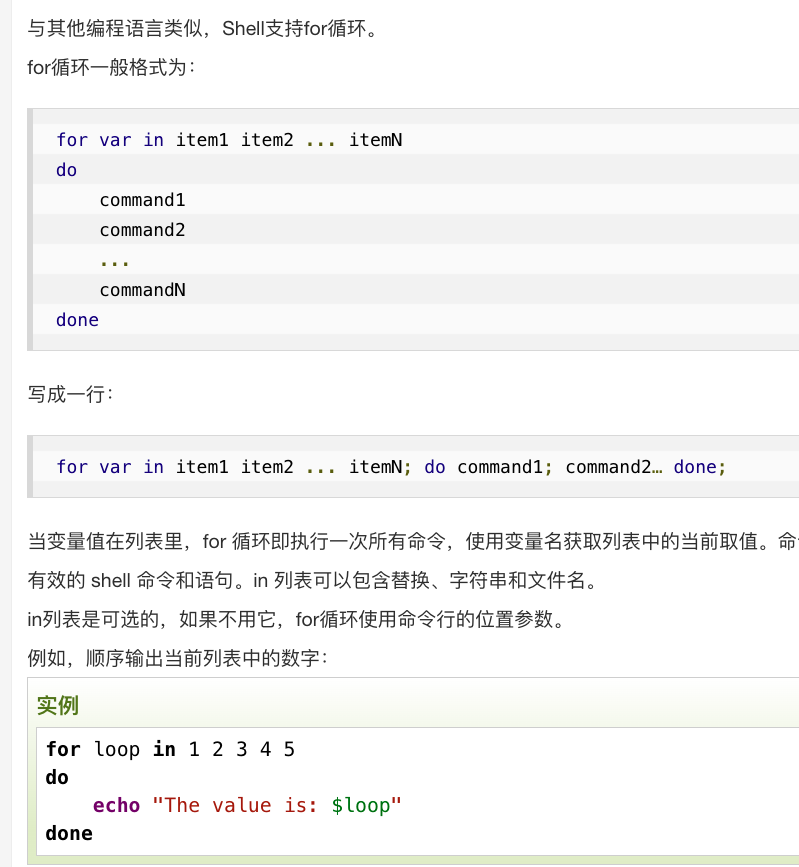 与其他编程语言类似，Shell支持for循环。
for循环一般格式为：
for var in item1 item2 ... itemN
do
    command1
    command2
    ...
    commandN
done
写成一行：
for var in item1 item2 ... itemN; do command1; command2… done;
当变量值在列表里，for 循环即执行一次所有命令，使用变量名获取列表中的当前取值。命
有效的 shell 命令和语句。in 列表可以包含替换、字符串和文件名。
in列表是可选的，如果不用它，for循环使用命令行的位置参数。
例如，顺序输出当前列表中的数字：
实例
for loop in 1 2 3 4 5
do
    echo "The value is: $loop"
done